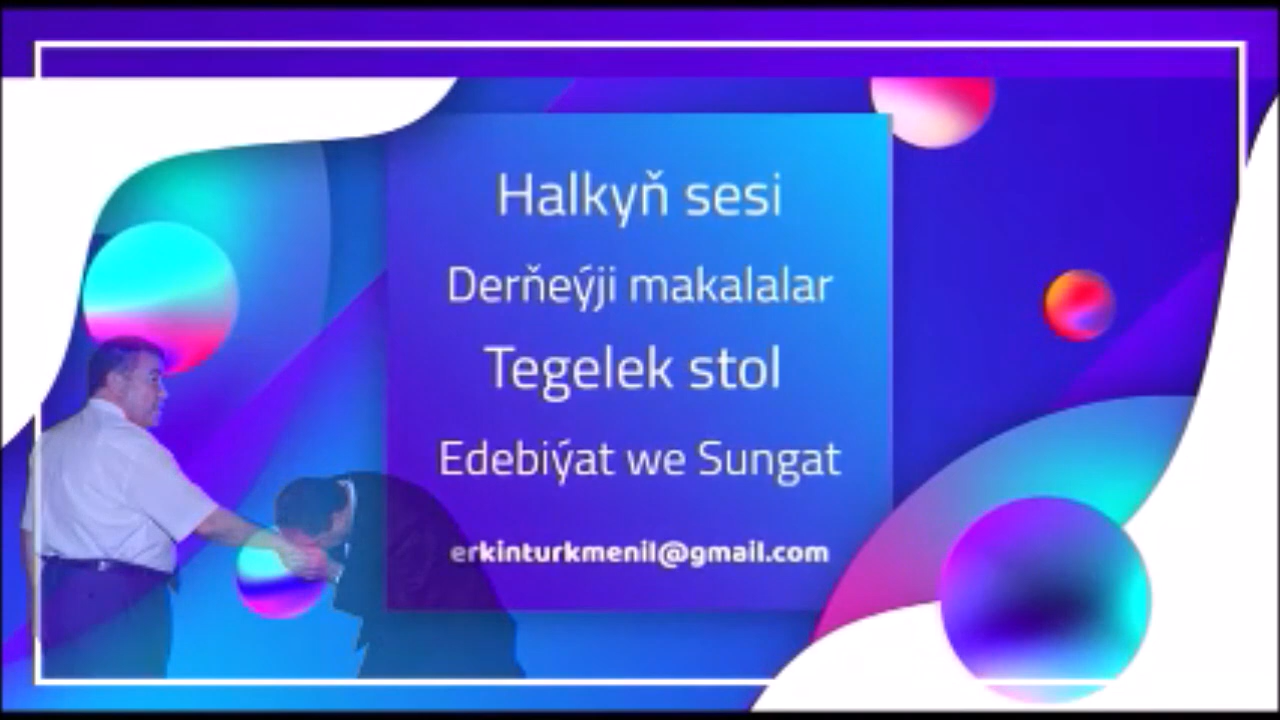 Halkyň sesi
Derňeýji makalalar
Tegelek stol
Edebiýat we Sungat
erkinturkmenil@gmail.com